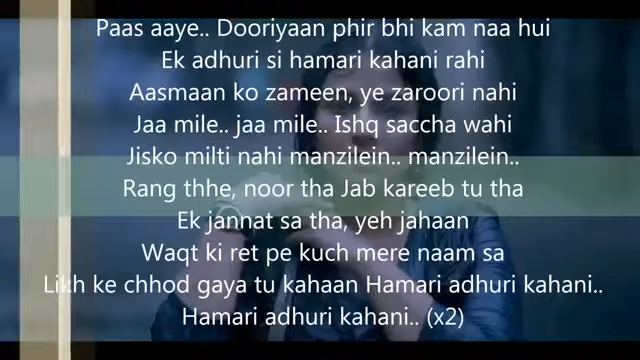 Paas aaye.. Dooriyaan phir bhi kam naa hui
Ek adhuri si hamari kahani rahi
Aasmaan ko zameen, ye zaroori nahi
Jaa mile.. jaa mile.. Ishq saccha wahi
Jisko milti nahi manzilein.. manzilein..
Rang thhe, noor tha Jab kareeb tu tha
Ek jannat sa tha, yeh jahaan
Waqt ki ret pe kuch mere naam sa
Likh ke chhod gaya tu kahaan Hamari adhuri kahani..
Hamari adhuri kahani.. (x2)